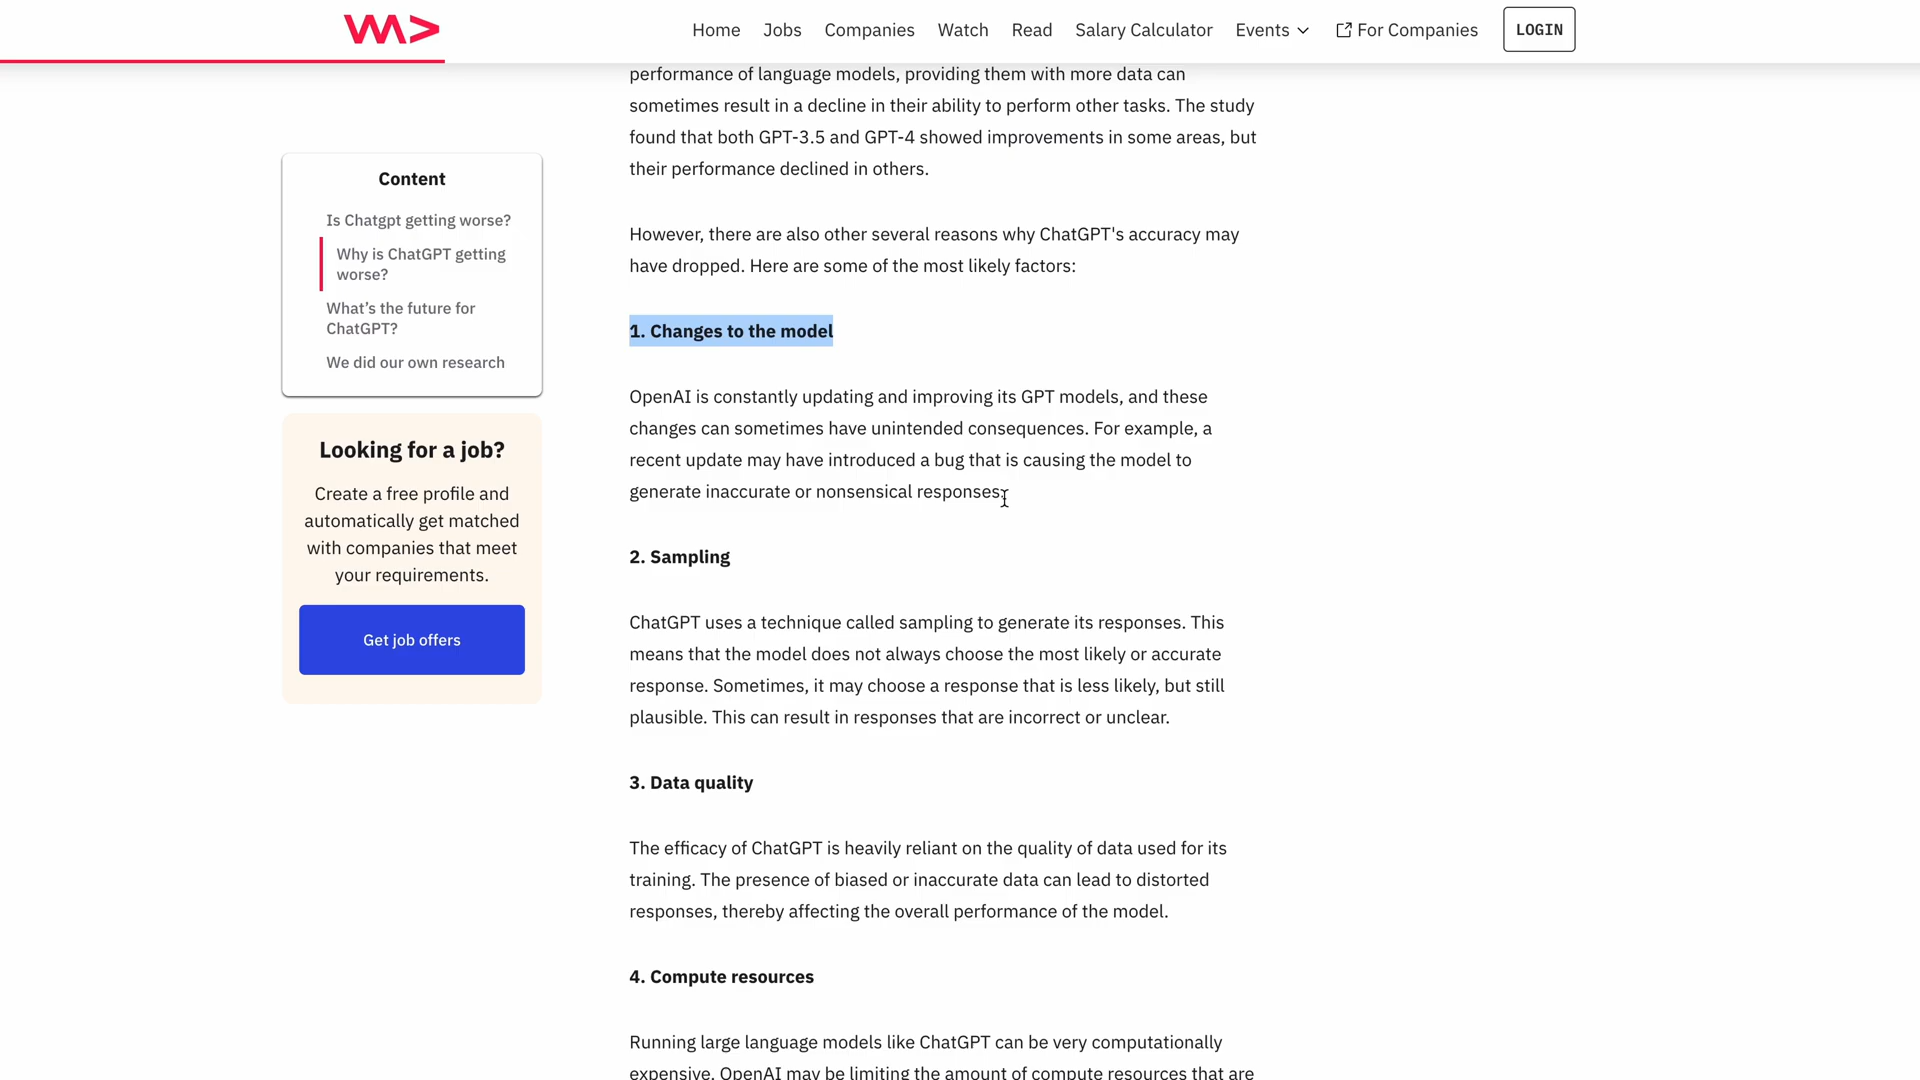 WA>
Home Jobs Companies Watch Read Salary Calculator Events For Companies LOGIN
Content
Is Chatgpt getting worse?
Why is ChatGPT getting
worse?
What's the future for
ChatGPT?
We did our own research
Looking for a job?
Create a free profile and
automatically get matched
with companies that meet
your requirements.
Get job offers
performance of language models, providing them with more data can
sometimes result in a decline in their ability to perform other tasks. The study
found that both GPT-3.5 and GPT-4 showed improvements in some areas, but
their performance declined in others.
However, there are also other several reasons why ChatGPT's accuracy may
have dropped. Here are some of the most likely factors:
1. Changes to the model
OpenAI is constantly updating and improving its GPT models, and these
changes can sometimes have unintended consequences. For example, a
recent update may have introduced a bug that is causing the model to
generate inaccurate or nonsensical responses.
2. Sampling
ChatGPT uses a technique called sampling to generate its responses. This
means that the model does not always choose the most likely or accurate
response. Sometimes, it may choose a response that is less likely, but still
plausible. This can result in responses that are incorrect or unclear.
3. Data quality
The efficacy of ChatGPT is heavily reliant on the quality of data used for its
training. The presence of biased or inaccurate data can lead to distorted
responses, thereby affecting the overall performance of the model.
4. Compute resources
Running large language models like ChatGPT can be very computationally
expensive. OpenAI may be limiting the amount of compute resources that are